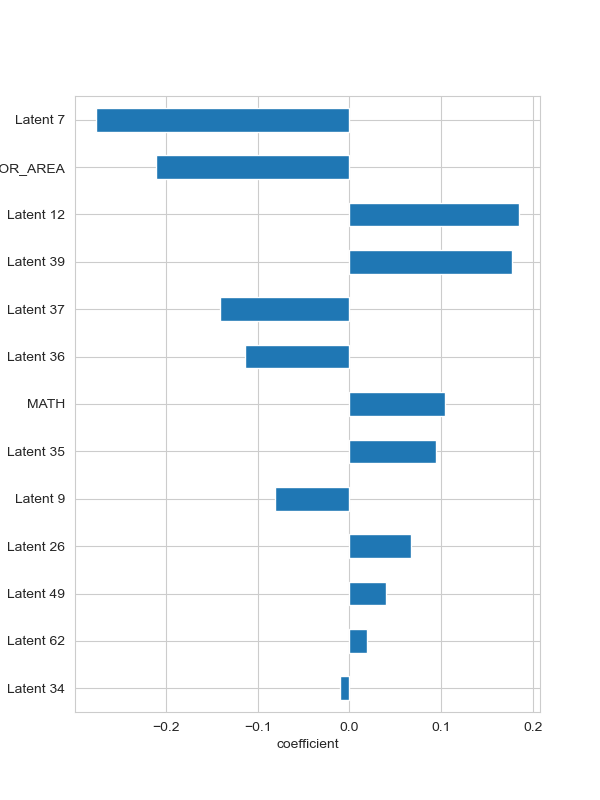 Latent 7
OR_AREA
Latent 12
Latent 39
Latent 37
Latent 36
MATH
Latent 35
Latent 9
Latent 26
Latent 49
Latent 62
Latent 34
−0.2 −0.1 0.0 0.1 0.2
coefficient